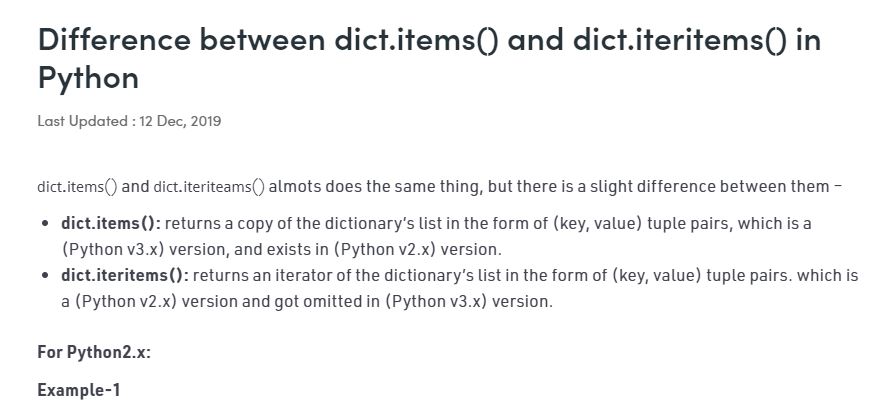 Difference between dict.items() and dict.iteritems() in
Python
Last Updated : 12 Dec, 2019
dict.items() and dict.iteriteams() almots does the same thing, but there is a slight difference between them –
• dict.items(): returns a copy of the dictionary’s list in the form of (key, value) tuple pairs, which is a
(Python v3.x) version, and exists in (Python v2.x) version.
• dict.iteritems(): returns an iterator of the dictionary’s list in the form of (key, value) tuple pairs. which is
a (Python v2.x) version and got omitted in (Python v3.x) version.
For Python2.x:
Example-1